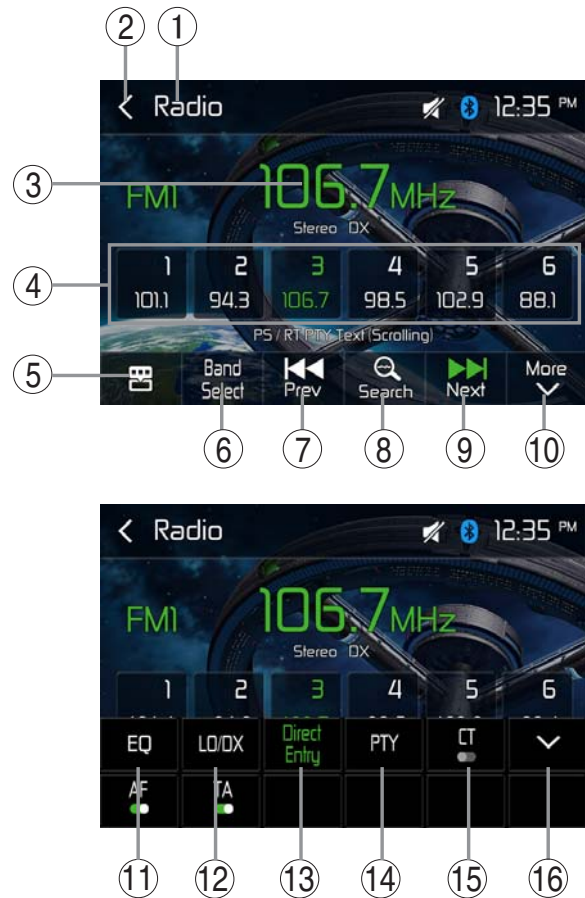 ② ①
< Radio 12:35 PM
③
FM1 106.7MHz
Stereo DX
④
1 2 3 4 5 6
101.1 94.3 106.7 98.5 102.9 88.1
PS / RT PTY Text (Scrolling)
⑤
Band Select Prev Search Next More
⑥ ⑦ ⑧ ⑨ ⑩
< Radio 12:35 PM
FM1 106.7MHz
Stereo DX
1 2 3 4 5 6
EQ LO/DX Direct Entry PTY CT
AF TA
⑪ ⑫ ⑬ ⑭ ⑮ ⑯